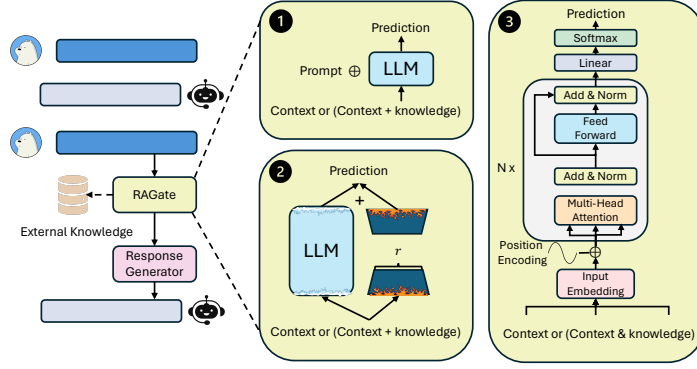 RAGate
External Knowledge
Response
Generator
1
Prediction
Prompt ⊕
LLM
Context or (Context + knowledge)
2
Prediction
+
LLM
r
Context or (Context + knowledge)
3
Prediction
Softmax
Linear
Add & Norm
Feed
Forward
N x
Add & Norm
Multi-Head
Attention
Position
Encoding
Input
Embedding
Context or (Context & knowledge)